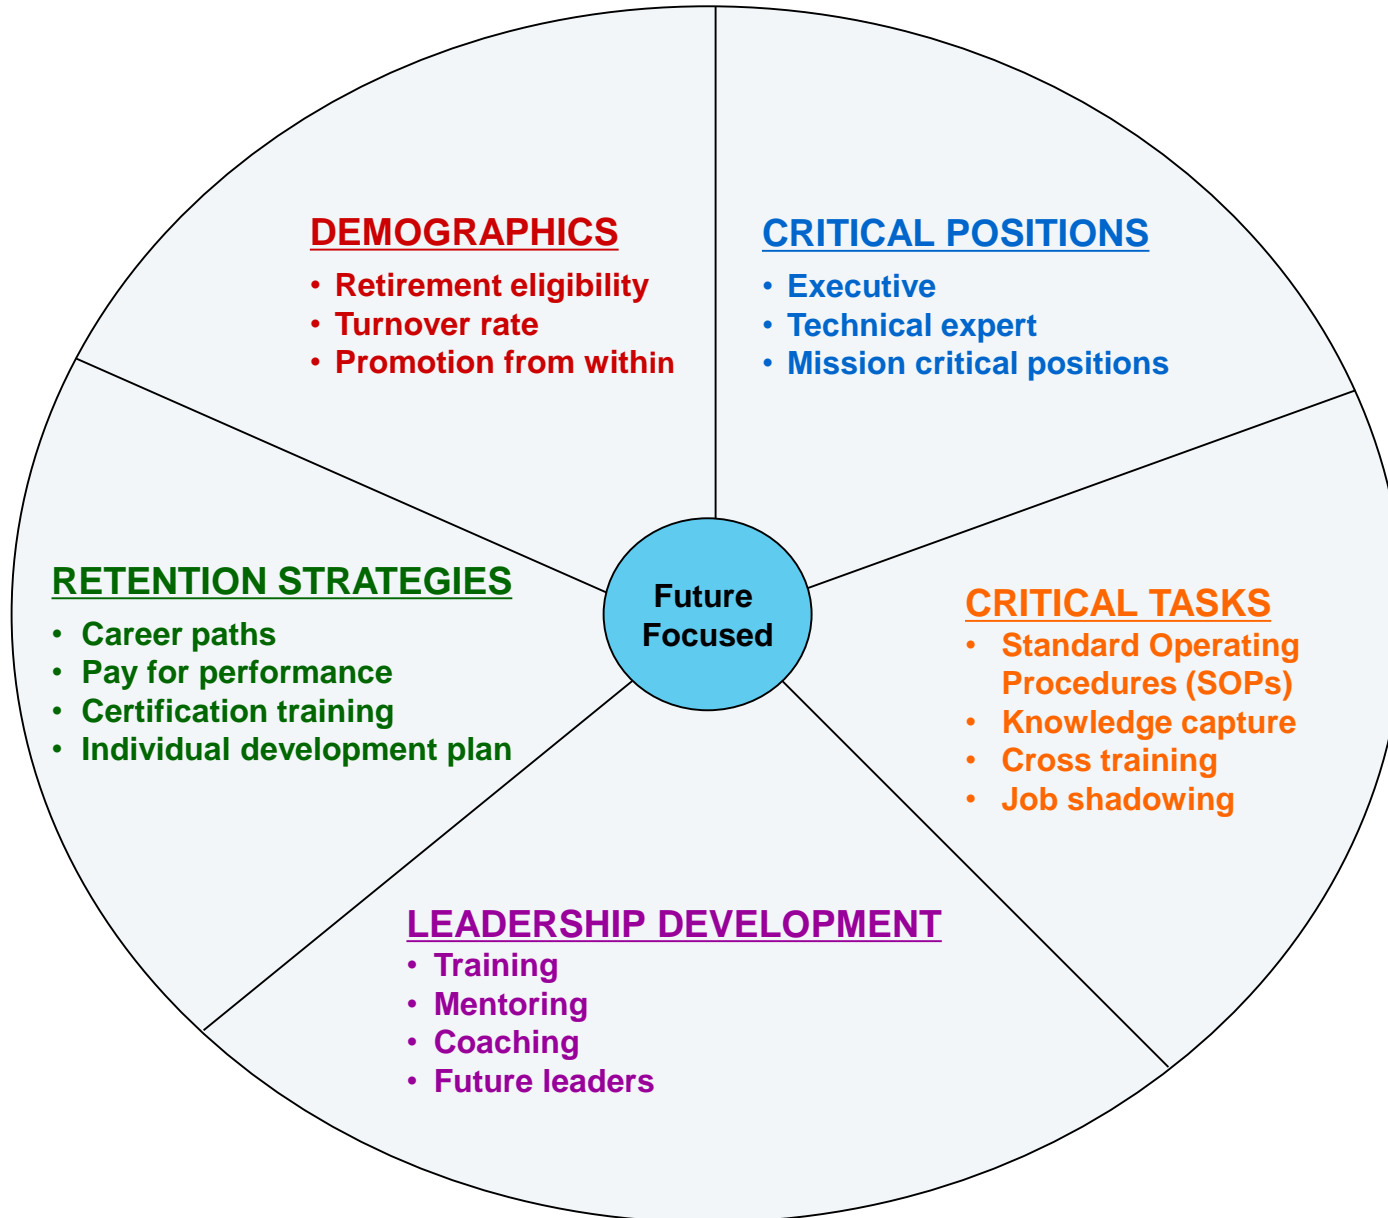 DEMOGRAPHICS
• Retirement eligibility
• Turnover rate
• Promotion from within
CRITICAL POSITIONS
• Executive
• Technical expert
• Mission critical positions
RETENTION STRATEGIES
• Career paths
• Pay for performance
• Certification training
• Individual development plan
Future
Focused
CRITICAL TASKS
• Standard Operating
Procedures (SOPs)
• Knowledge capture
• Cross training
• Job shadowing
LEADERSHIP DEVELOPMENT
• Training
• Mentoring
• Coaching
• Future leaders